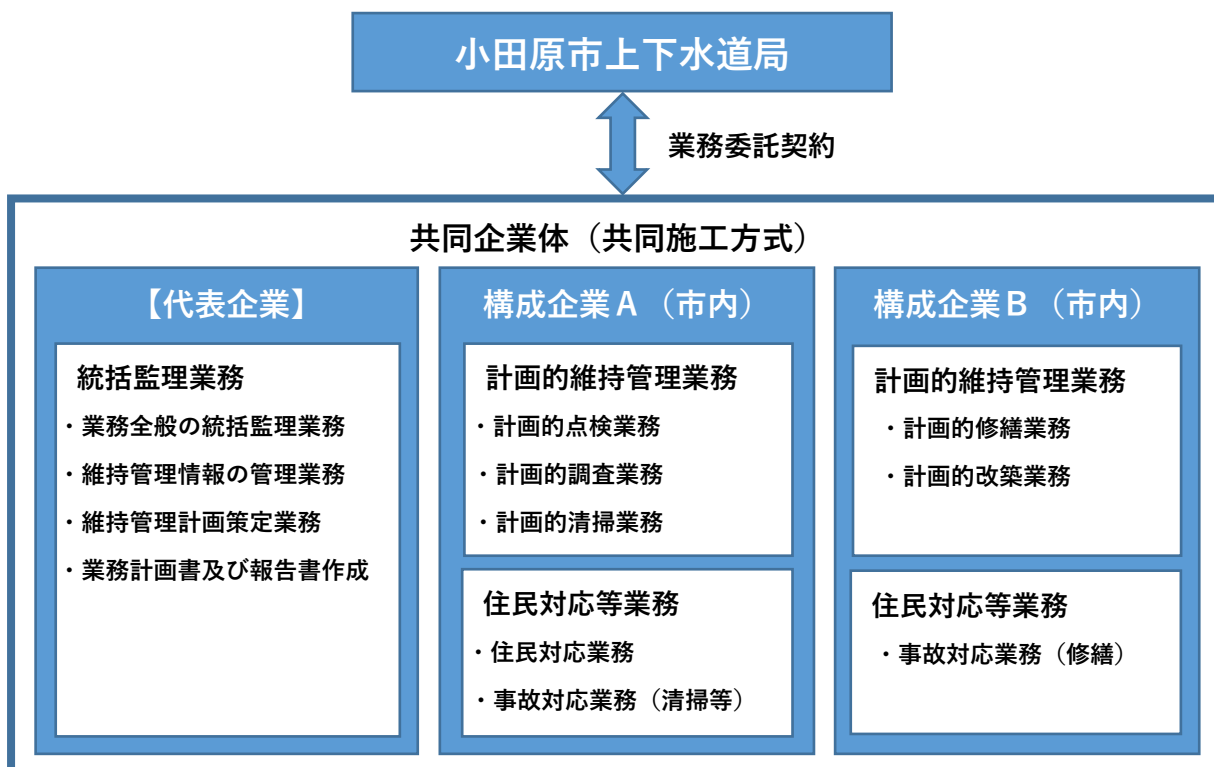 小田原市上下水道局
業務委託契約
共同企業体（共同施工方式）
【代表企業】
統括監理業務
・業務全般の統括監理業務
・維持管理情報の管理業務
・維持管理計画策定業務
・業務計画書及び報告書作成
構成企業Ａ（市内）
計画的維持管理業務
・計画的点検業務
・計画的調査業務
・計画的清掃業務
住民対応等業務
・住民対応業務
・事故対応業務（清掃等）
構成企業Ｂ（市内）
計画的維持管理業務
・計画的修繕業務
・計画的改築業務
住民対応等業務
・事故対応業務（修繕）